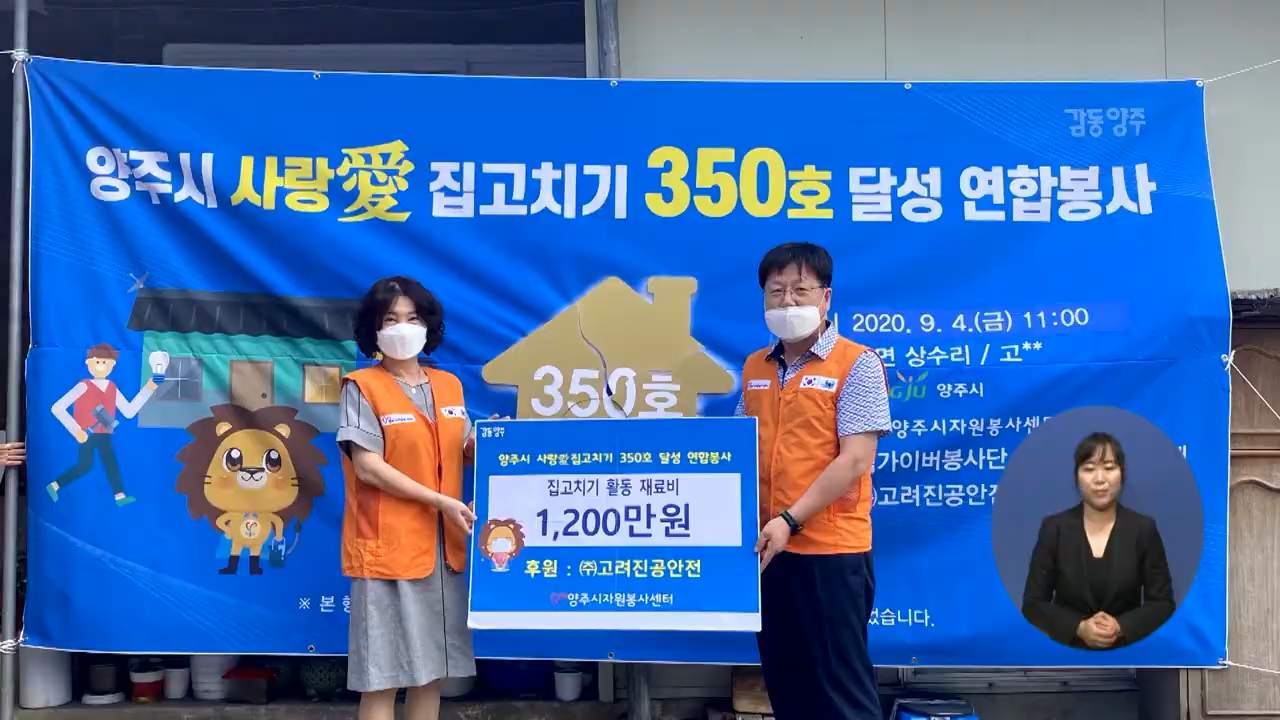 감동양주
양주시 사랑愛 집고치기 350호 달성 연합봉사
2020. 9. 4.(금) 11:00
면 상수리 / 고**
양주시
350호
양주시자원봉사센터
가이버봉사단
고려진공안전
감동양주
양주시 사랑愛집고치기 350호 달성 연합봉사
집고치기 활동 재료비
1,200만원
후원 : ㈜고려진공안전
양주시자원봉사센터
※ 본
었습니다.